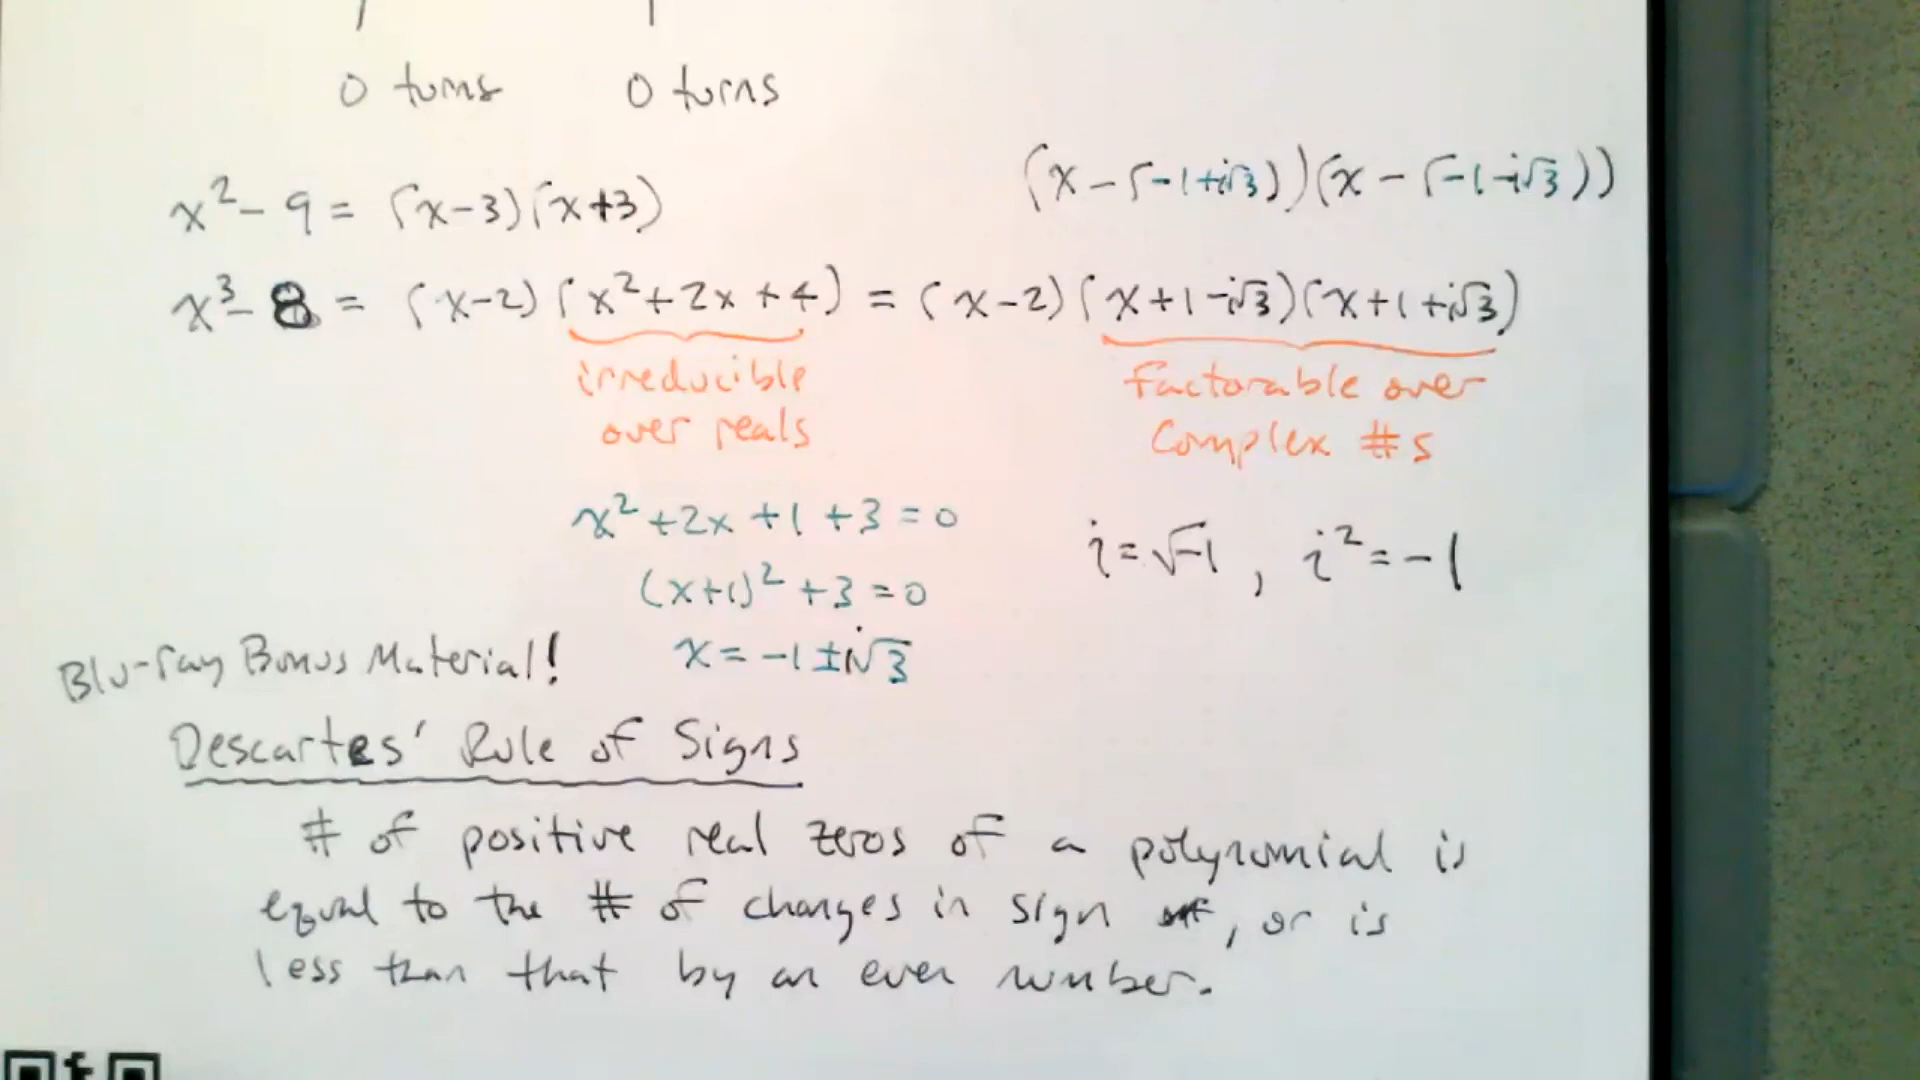 0 turns 0 turns
(x-(-1+i√3))(x-(-1-i√3))
x²-9 = (x-3)(x+3)
x³-8 = (x-2)(x²+2x+4) = (x-2)(x+1-i√3)(x+1+i√3)
irreducible over reals
factorable over Complex #s
x²+2x+1+3=0
i=√-1, i²=-1
(x+1)²+3=0
x=-1±i√3
Blu-ray Bonus Material!
Descartes' Rule of Signs
# of positive real zeros of a polynomial is
equal to the # of changes in sign, or is
less than that by an even number.